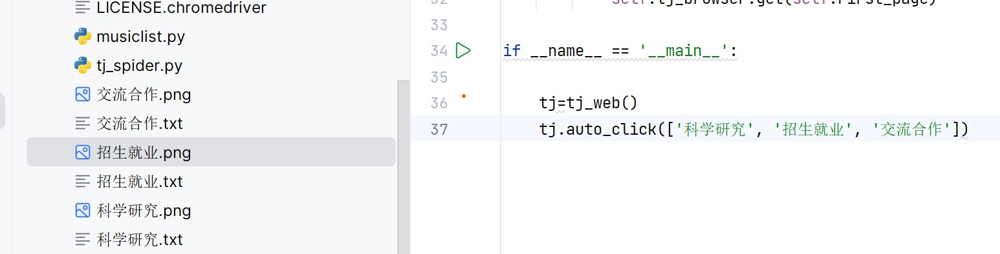 LICENSE.chromedriver
musiclist.py
tj_spider.py
交流合作.png
交流合作.txt
招生就业.png
招生就业.txt
科学研究.png
科学研究.txt
32 self.tj_browser.get(self.first_page)
33
34 if __name__ == '__main__':
35
36 tj=tj_web()
37 tj.auto_click(['科学研究', '招生就业', '交流合作'])